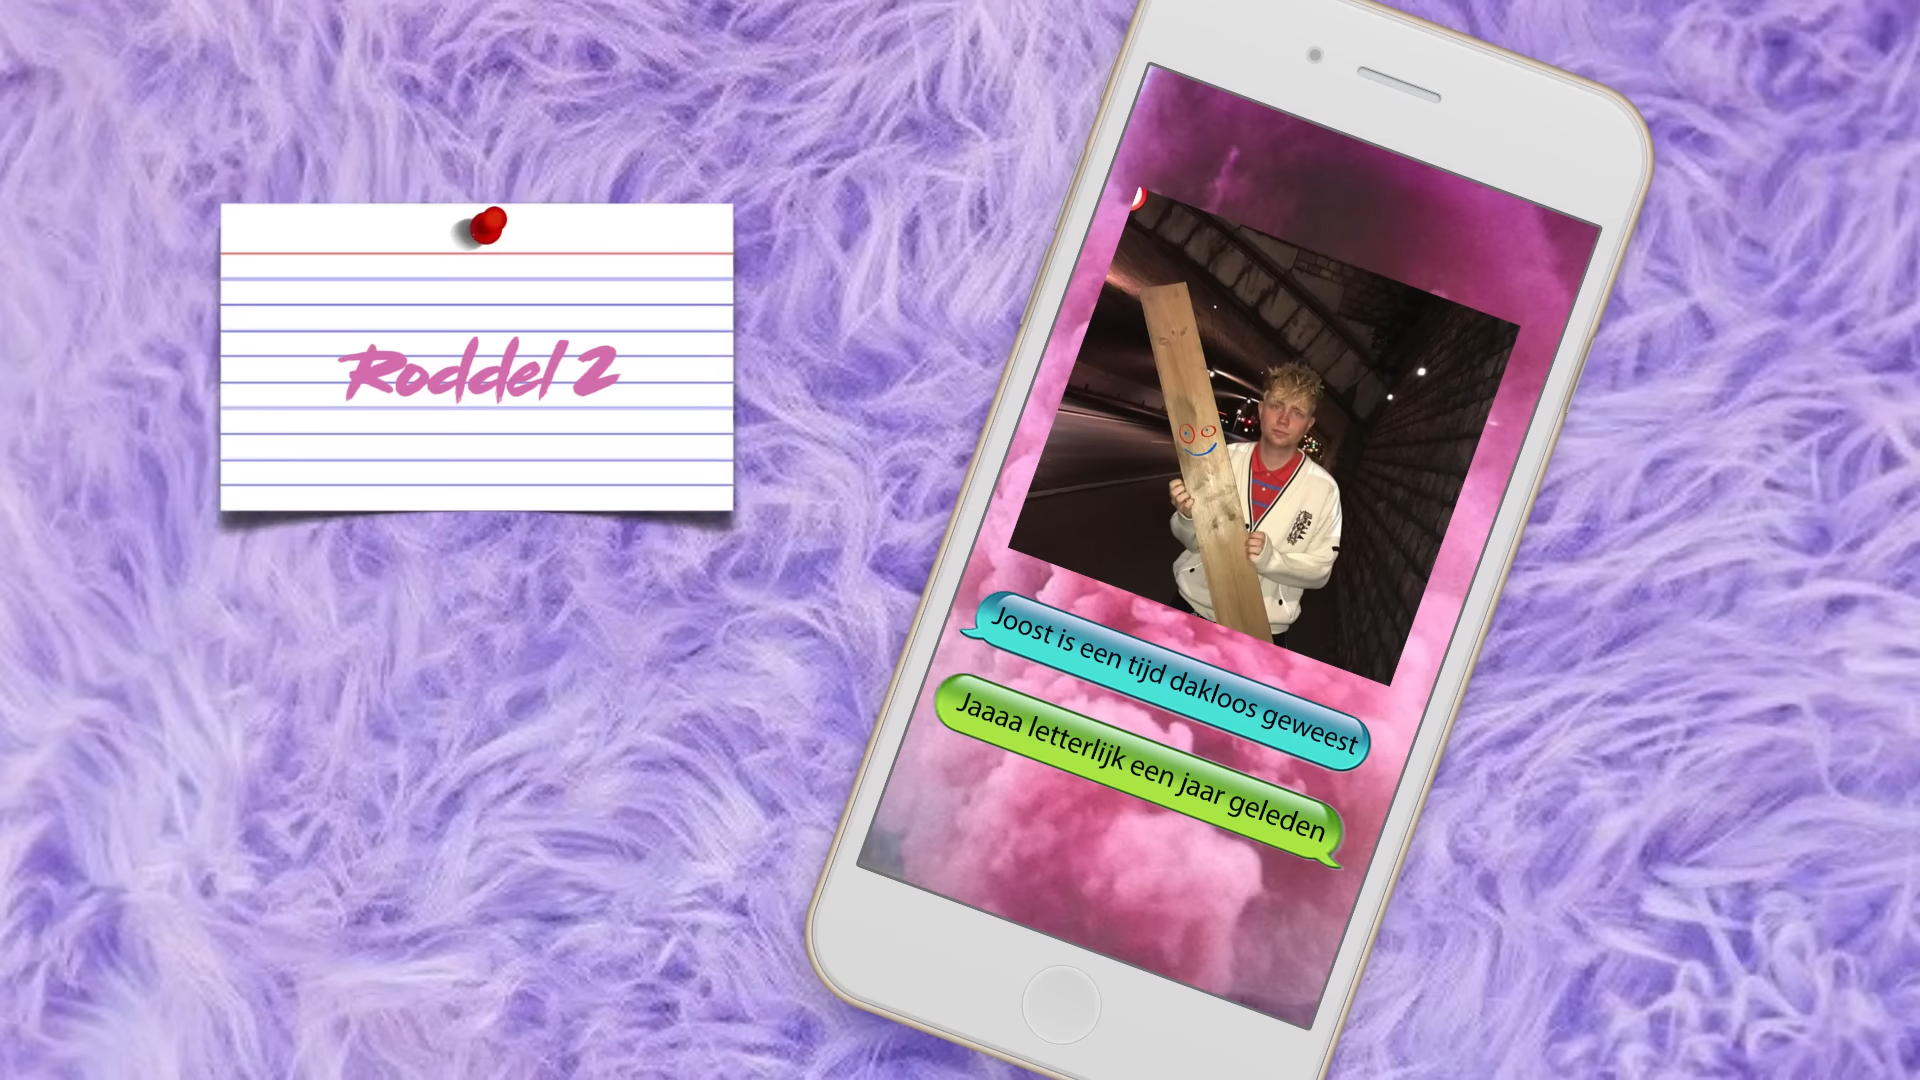 Roddel 2
Joost is een tijd dakloos geweest
Jaaaa letterlijk een jaar geleden